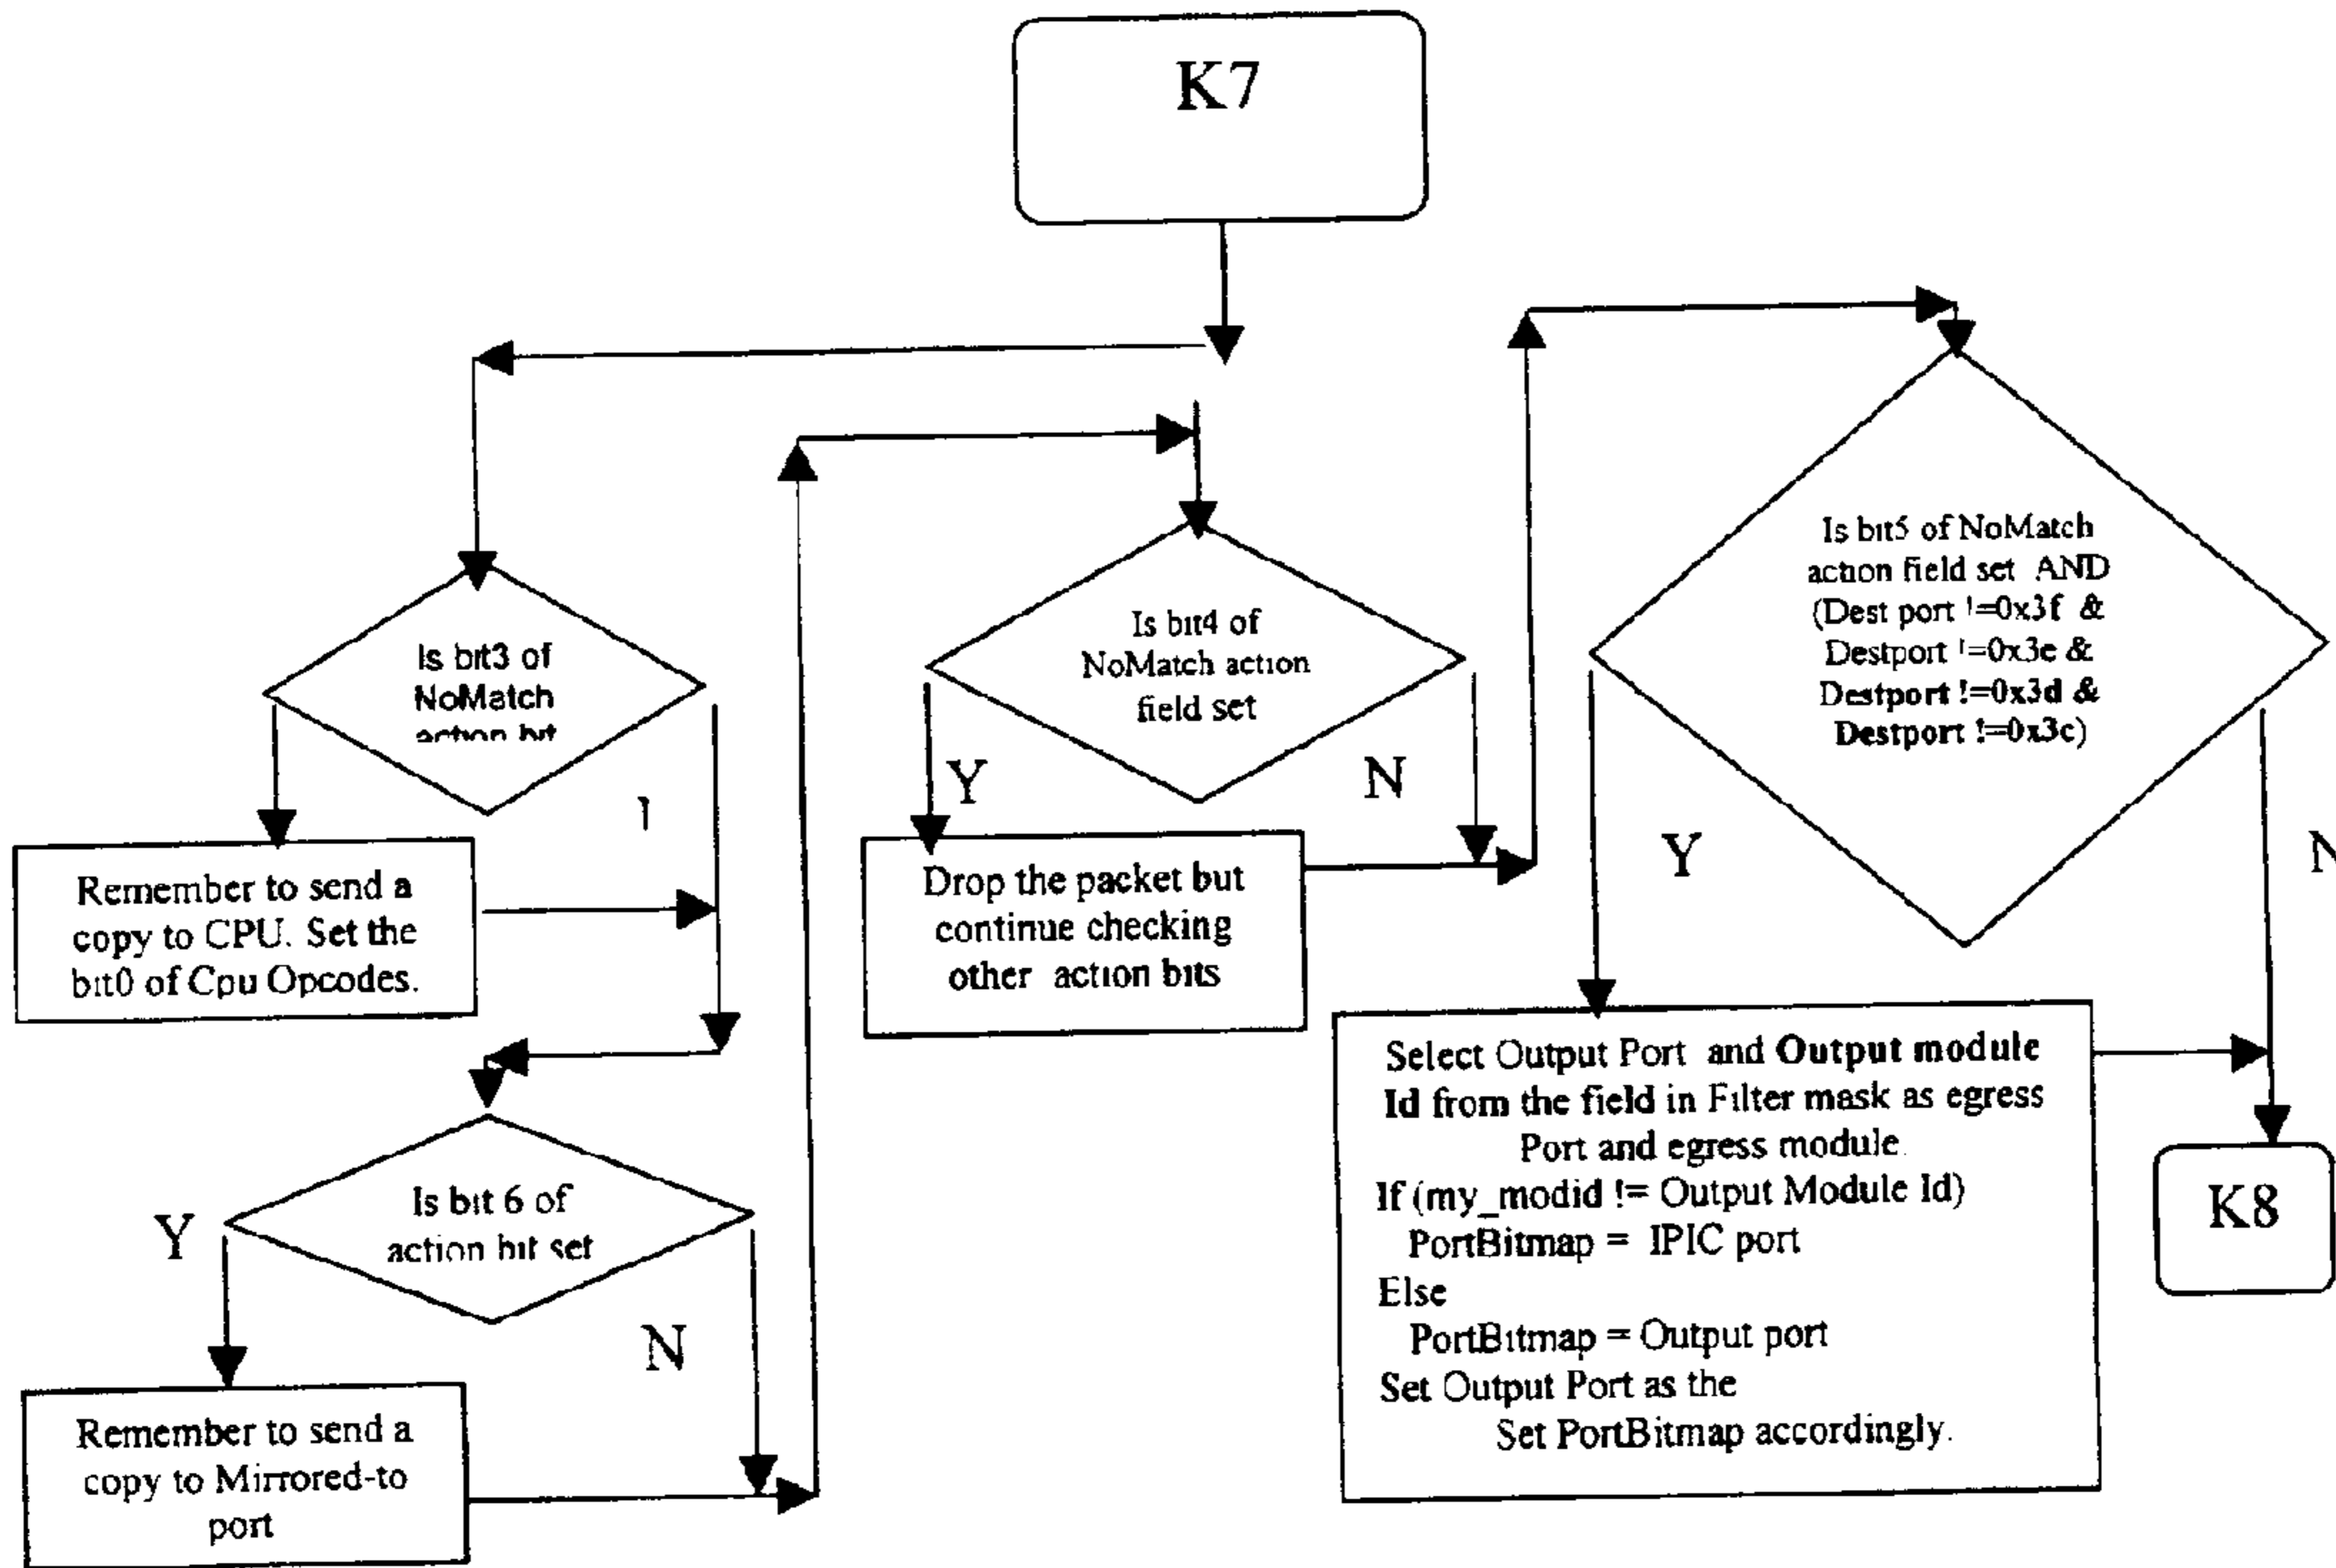 K7
Is bit3 of
NoMatch
action bit
Remember to send a
copy to CPU. Set the
bit0 of Cpu Opcodes.
Is bit 6 of
action bit set
Y
N
Remember to send a
copy to Mirrored-to
port
Is bit4 of
NoMatch action
field set
Y
N
Drop the packet but
continue checking
other action bits
Is bit5 of NoMatch
action field set AND
(Dest port !=0x3f &
Destport !=0x3e &
Destport !=0x3d &
Destport !=0x3c)
Y
N
Select Output Port and Output module
Id from the field in Filter mask as egress
Port and egress module.
If (my_modid != Output Module Id)
PortBitmap = IPIC port
Else
PortBitmap = Output port
Set Output Port as the
Set PortBitmap accordingly.
K8